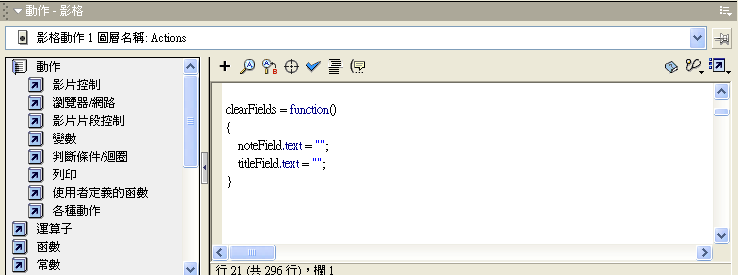 動作 - 影格
影格動作 1 圖層名稱: Actions
動作
影片控制
瀏覽器/網路
影片片段控制
變數
判斷條件/迴圈
列印
使用者定義的函數
各種動作
運算子
函數
常數
clearFields = function()
{
noteField.text = "";
titleField.text = "";
}
行 21 (共 296 行)，欄 1